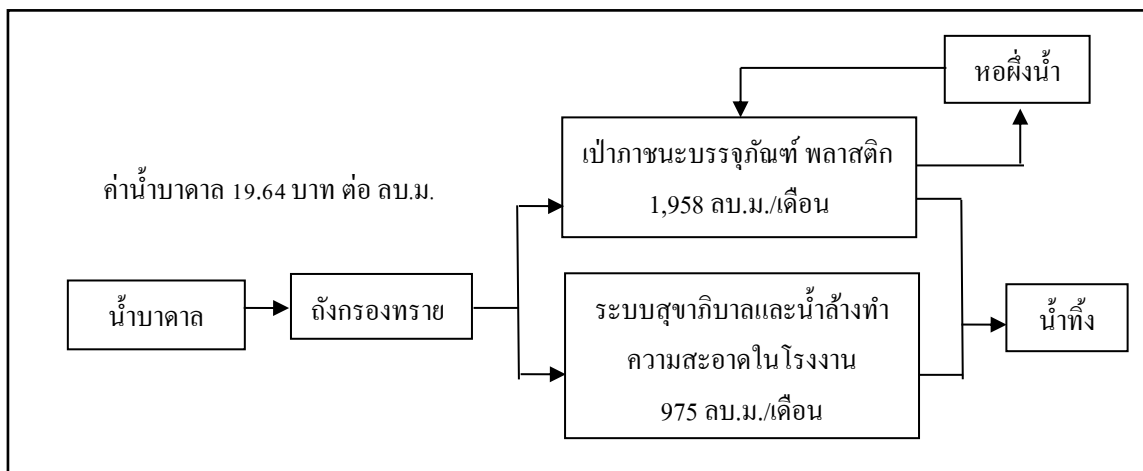 หอผึ่งน้ำ
เป่าภาชนะบรรจุภัณฑ์ พลาสติก
1,958 ลบ.ม./เดือน
ค่าน้ำบาดาล 19.64 บาท ต่อ ลบ.ม.
น้ำบาดาล
ถังกรองทราย
ระบบสุขาภิบาลและน้ำล้างทำ
ความสะอาดในโรงงาน
975 ลบ.ม./เดือน
น้ำทิ้ง